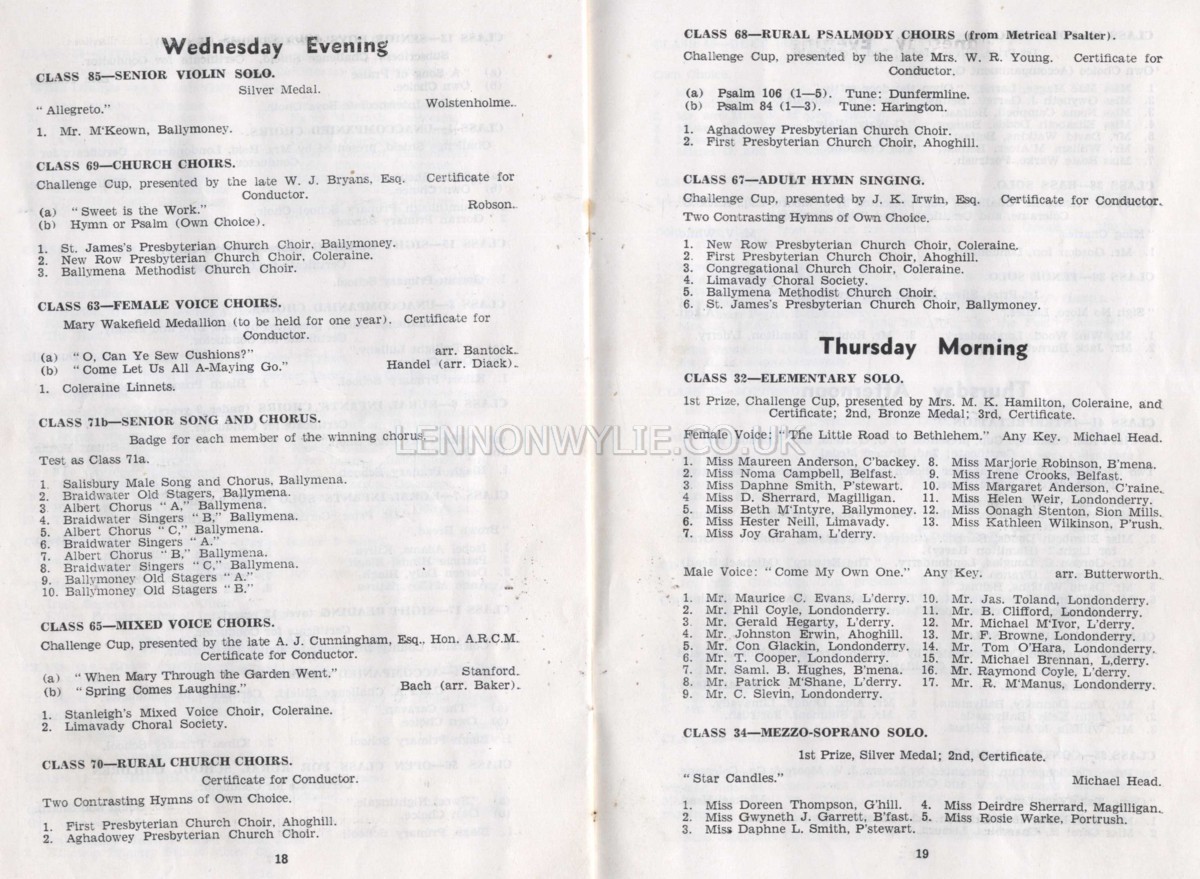 Wednesday Evening
CLASS 85—SENIOR VIOLIN SOLO.
Silver Medal.
"Allegreto." Wolstenholme.
1. Mr. M'Keown, Ballymoney.
CLASS 69—CHURCH CHOIRS.
Challenge Cup, presented by the late W. J. Bryans, Esq. Certificate for
Conductor.
(a) "Sweet is the Work." Robson.
(b) Hymn or Psalm (Own Choice).
1. St. James's Presbyterian Church Choir, Ballymoney.
2. New Row Presbyterian Church Choir, Coleraine.
3. Ballymena Methodist Church Choir.
CLASS 63—FEMALE VOICE CHOIRS.
Mary Wakefield Medallion (to be held for one year). Certificate for
Conductor.
(a) "O, Can Ye Sew Cushions?" arr. Bantock.
(b) "Come Let Us All A-Maying Go." Handel (arr. Diack).
1. Coleraine Linnets.
CLASS 71b—SENIOR SONG AND CHORUS.
Badge for each member of the winning chorus.
Test as Class 71a.
1. Salisbury Male Song and Chorus, Ballymena.
2. Braidwater Old Stagers, Ballymena.
3 Albert Chorus "A," Ballymena.
4. Braidwater Singers "B," Ballymena.
5. Albert Chorus "C," Ballymena.
6. Braidwater Singers "A."
7. Albert Chorus "B," Ballymena.
8. Braidwater Singers "C," Ballymena.
9. Ballymoney Old Stagers "A."
10. Ballymoney Old Stagers "B."
CLASS 65—MIXED VOICE CHOIRS.
Challenge Cup, presented by the late A. J. Cunningham, Esq., Hon. A.R.C.M.
Certificate for Conductor.
(a) "When Mary Through the Garden Went." Stanford.
(b) "Spring Comes Laughing." Bach (arr. Baker).
1. Stanleigh's Mixed Voice Choir, Coleraine.
2. Limavady Choral Society.
CLASS 70—RURAL CHURCH CHOIRS.
Certificate for Conductor.
Two Contrasting Hymns of Own Choice.
1. First Presbyterian Church Choir, Ahoghill.
2. Aghadowey Presbyterian Church Choir.
18
CLASS 68—RURAL PSALMODY CHOIRS (from Metrical Psalter).
Challenge Cup, presented by the late Mrs. W. R. Young. Certificate for
Conductor.
(a) Psalm 106 (1—5). Tune: Dunfermline.
(b) Psalm 84 (1—3). Tune: Harington.
1. Aghadowey Presbyterian Church Choir.
2. First Presbyterian Church Choir, Ahoghill.
CLASS 67—ADULT HYMN SINGING.
Challenge Cup, presented by J. K. Irwin, Esq. Certificate for Conductor.
Two Contrasting Hymns of Own Choice.
1. New Row Presbyterian Church Choir, Coleraine.
2. First Presbyterian Church Choir, Ahoghill.
3. Congregational Church Choir, Coleraine.
4. Limavady Choral Society.
5. Ballymena Methodist Church Choir.
6. St. James's Presbyterian Church Choir, Ballymoney.
Thursday Morning
CLASS 32—ELEMENTARY SOLO.
1st Prize, Challenge Cup, presented by Mrs. M. K. Hamilton, Coleraine, and
Certificate; 2nd, Bronze Medal; 3rd, Certificate.
Female Voice: "The Little Road to Bethlehem." Any Key. Michael Head.
1. Miss Maureen Anderson, C'backey.
2. Miss Noma Campbell, Belfast.
3 Miss Daphne Smith, P'stewart.
4 Miss D. Sherrard, Magilligan.
5. Miss Beth M'Intyre, Ballymoney.
6. Miss Hester Neill, Limavady.
7. Miss Joy Graham, L'derry.
8. Miss Marjorie Robinson, B'mena.
9. Miss Irene Crooks, Belfast.
10. Miss Margaret Anderson, C'raine.
11. Miss Helen Weir, Londonderry.
12. Miss Oonagh Stenton, Sion Mills.
13. Miss Kathleen Wilkinson, P'rush.
Male Voice: "Come My Own One." Any Key. arr. Butterworth.
1. Mr. Maurice C. Evans, L'derry.
2. Mr. Phil Coyle, Londonderry.
3. Mr. Gerald Hegarty, L'derry.
4. Mr. Johnston Erwin, Ahoghill.
5. Mr. Con Glackin, Londonderry.
6. Mr. T. Cooper, Londonderry.
7. Mr. Saml. B. Hughes, B'mena.
8. Mr. Patrick M'Shane, L'derry.
9. Mr. C. Slevin, Londonderry.
10. Mr. Jas. Toland, Londonderry.
11. Mr. B. Clifford, Londonderry.
12. Mr. Michael M'Ivor, L'derry.
13. Mr. F. Browne, Londonderry.
14. Mr. Tom O'Hara, Londonderry.
15. Mr. Michael Brennan, L,derry.
16. Mr. Raymond Coyle, L'derry.
17. Mr. R. M'Manus, Londonderry.
CLASS 34—MEZZO-SOPRANO SOLO.
1st Prize, Silver Medal; 2nd, Certificate.
"Star Candles." Michael Head.
1. Miss Doreen Thompson, G'hill.
2. Miss Gwyneth J. Garrett, B'fast.
3. Miss Daphne L. Smith, P'stewart.
4. Miss Deirdre Sherrard, Magilligan.
5. Miss Rosie Warke, Portrush.
19
LENNONWYLIE.CO.UK